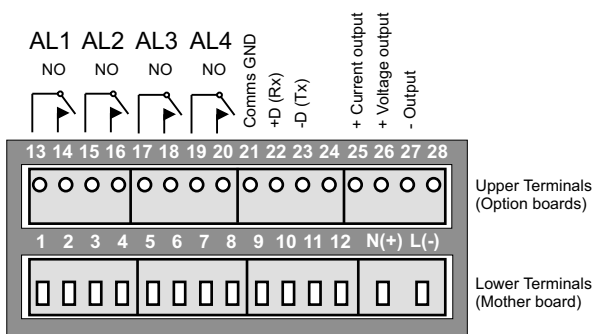 AL1 AL2 AL3 AL4
NO NO NO NO
Comms GND
+D (Rx)
-D (Tx)
+ Current output
+ Voltage output
- Output
13 14 15 16 17 18 19 20 21 22 23 24 25 26 27 28
Upper Terminals
(Option boards)
1 2 3 4 5 6 7 8 9 10 11 12 N(+) L(-)
Lower Terminals
(Mother board)